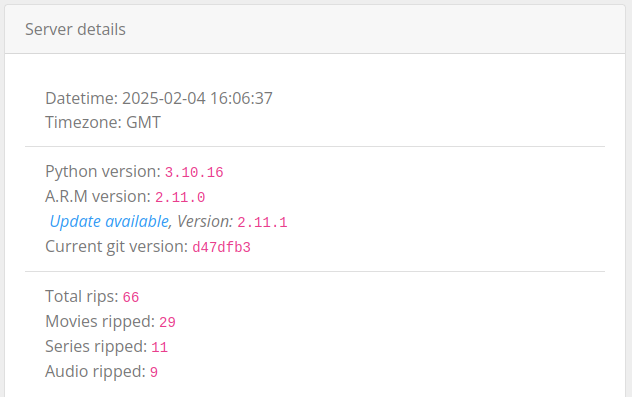 Server details
Datetime: 2025-02-04 16:06:37
Timezone: GMT
Python version: 3.10.16
A.R.M version: 2.11.0
Update available, Version: 2.11.1
Current git version: d47dfb3
Total rips: 66
Movies ripped: 29
Series ripped: 11
Audio ripped: 9